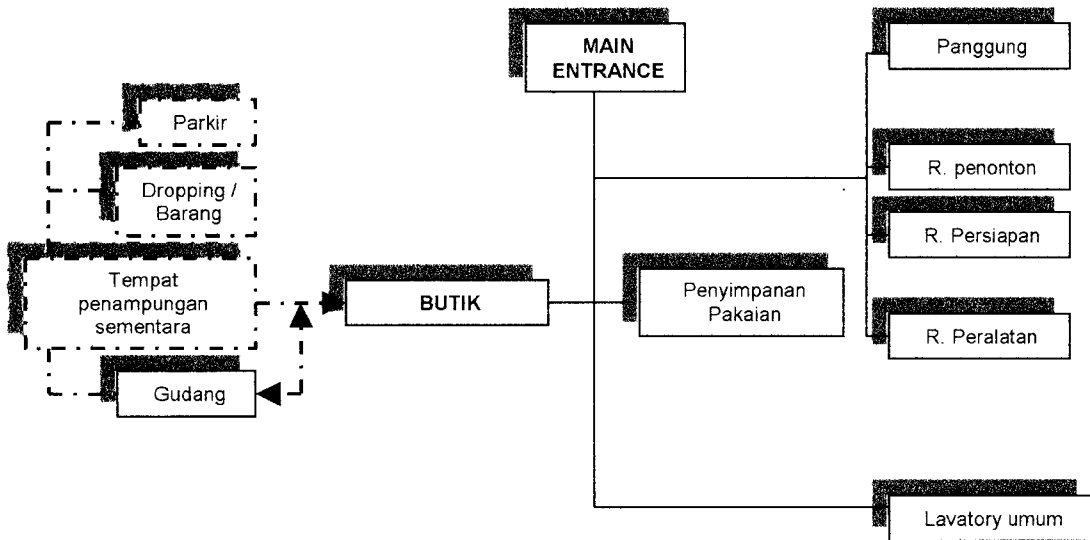 MAIN
ENTRANCE
Panggung
Parkir
R. penonton
Dropping /
Barang
R. Persiapan
Tempat
penampungan
sementara
BUTIK
Penyimpanan
Pakaian
R. Peralatan
Gudang
Lavatory umum